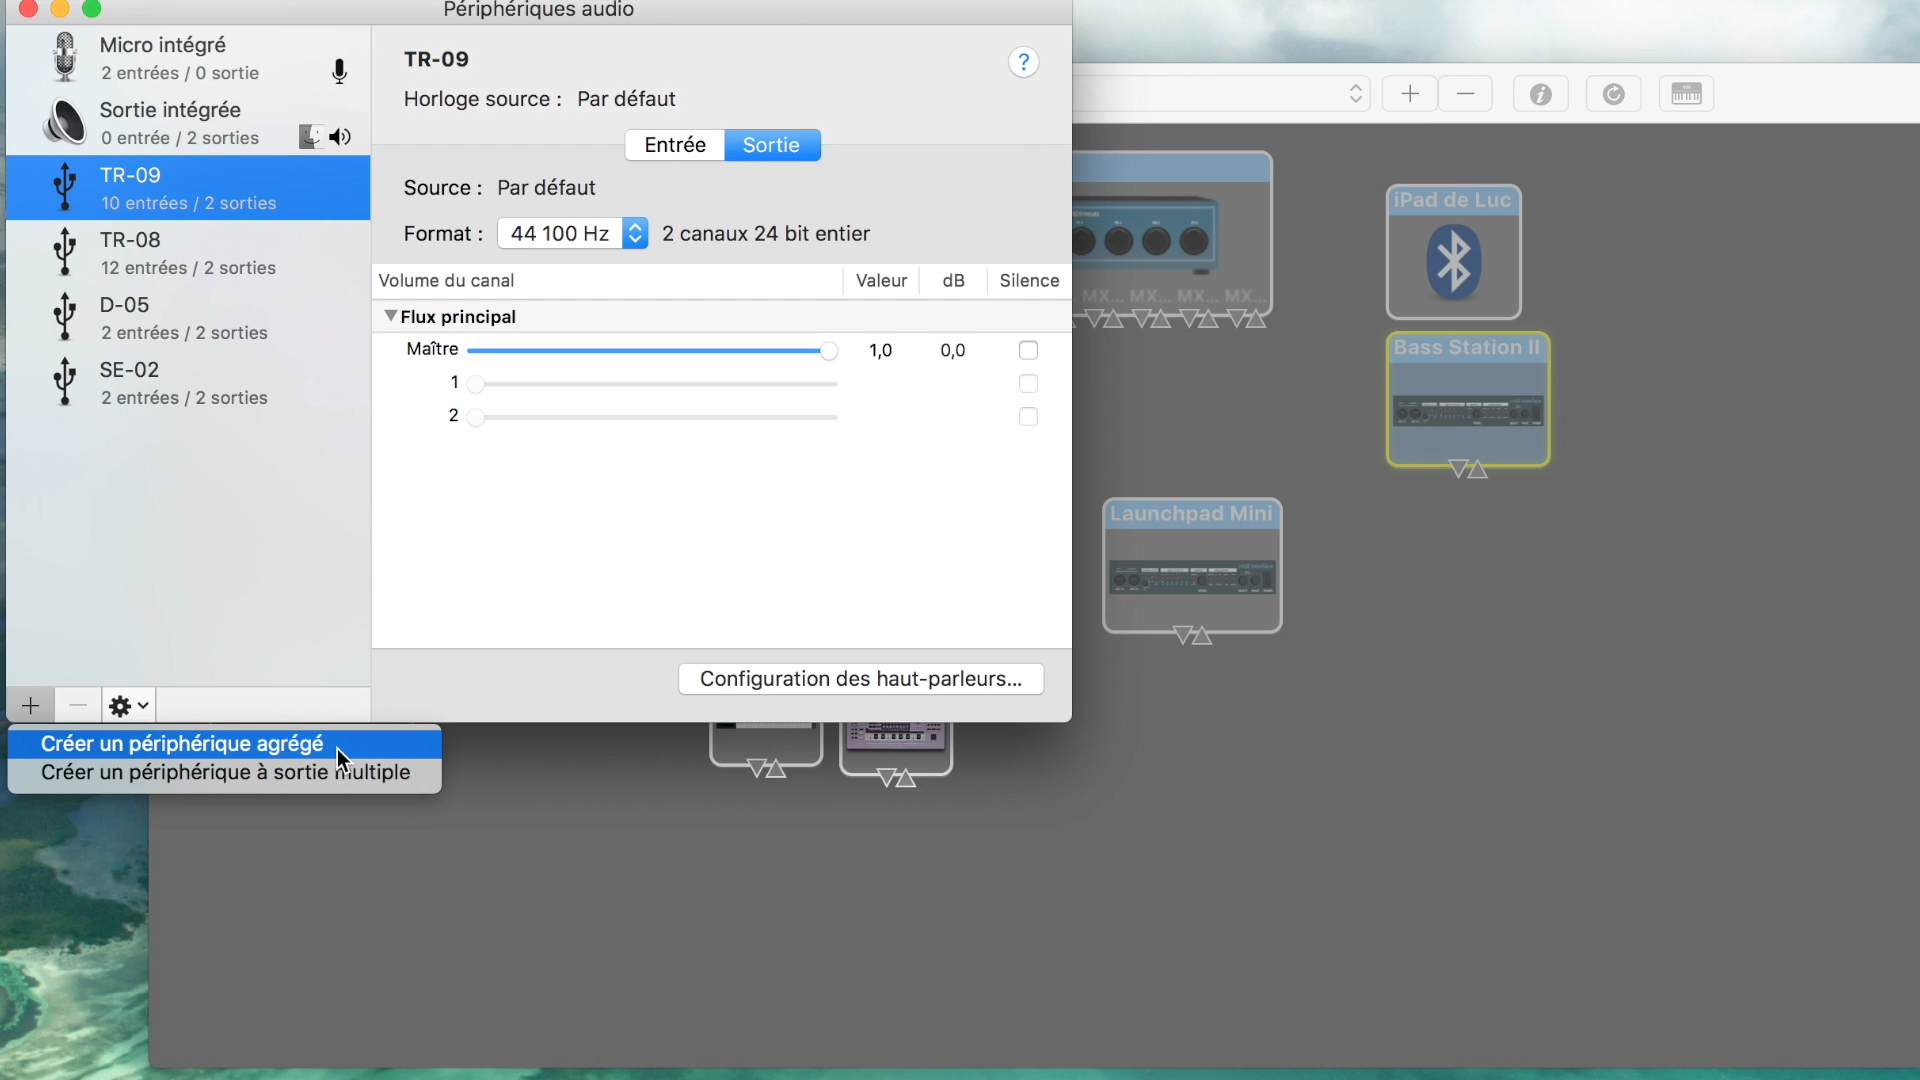 Périphériques audio
Micro intégré
2 entrées / 0 sortie
Sortie intégrée
0 entrée / 2 sorties
TR-09
10 entrées / 2 sorties
TR-08
12 entrées / 2 sorties
D-05
2 entrées / 2 sorties
SE-02
2 entrées / 2 sorties
TR-09
?
Horloge source : Par défaut
Entrée
Sortie
Source : Par défaut
Format : 44 100 Hz 2 canaux 24 bit entier
Volume du canal Valeur dB Silence
Flux principal
Maître 1,0 0,0
1
2
Configuration des haut-parleurs...
Créer un périphérique agrégé
Créer un périphérique à sortie multiple
MX... MX... MX... MX...
iPad de Luc
Bass Station II
Launchpad Mini